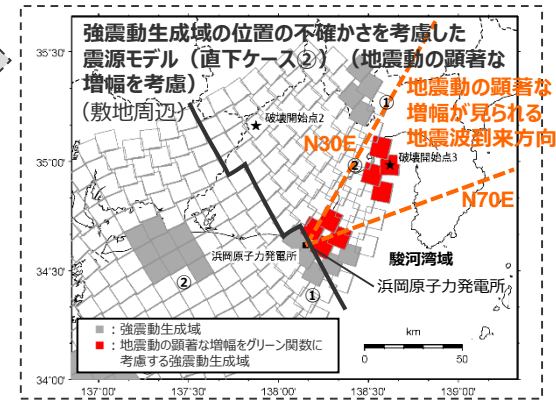 強震動生成域の位置の不確かさを考慮した
震源モデル（直下ケース②）（地震動の顕著な
増幅を考慮）
(敷地周辺)
地震動の顕著な
増幅が見られる
地震波到来方向
①
破壊開始点2
N30E
②
破壊開始点3
N70E
駿河湾域
浜岡原子力発電所
浜岡原子力発電所
②
①
：強震動生成域
：地震動の顕著な増幅をグリーン関数に
考慮する強震動生成域
km
0 50
35°30'
35°00'
34°30'
34°00'
137°00' 137°30' 138°00' 138°30' 139°00'